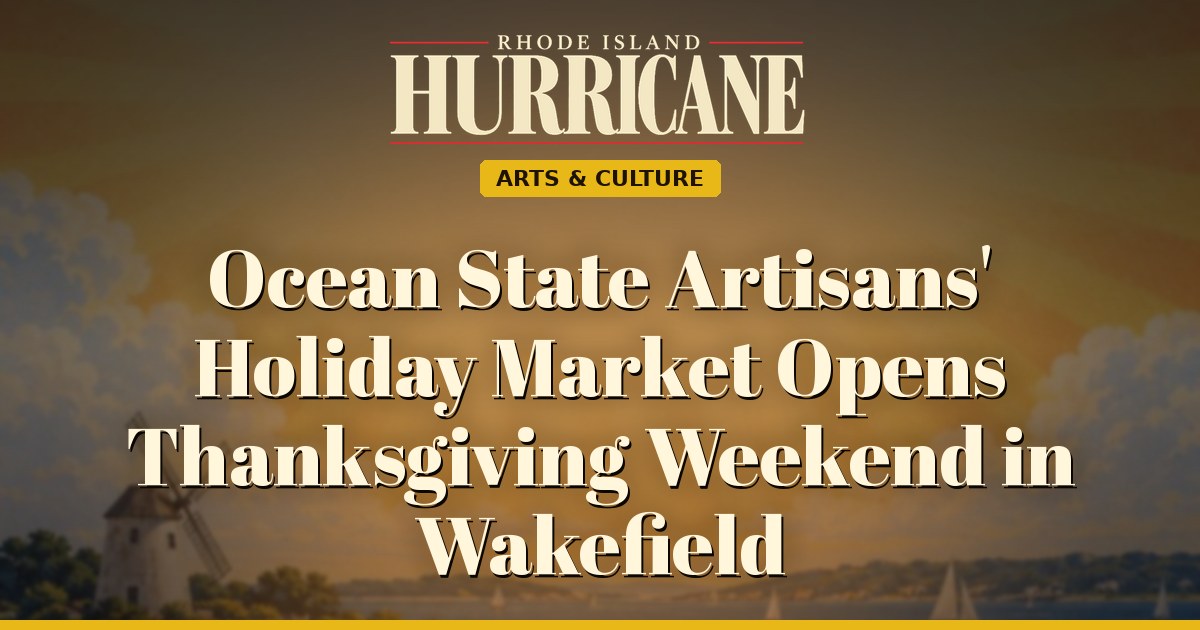 RHODE ISLAND
HURRICANE
ARTS & CULTURE
Ocean State Artisans'
Holiday Market Opens
Thanksgiving Weekend in
Wakefield